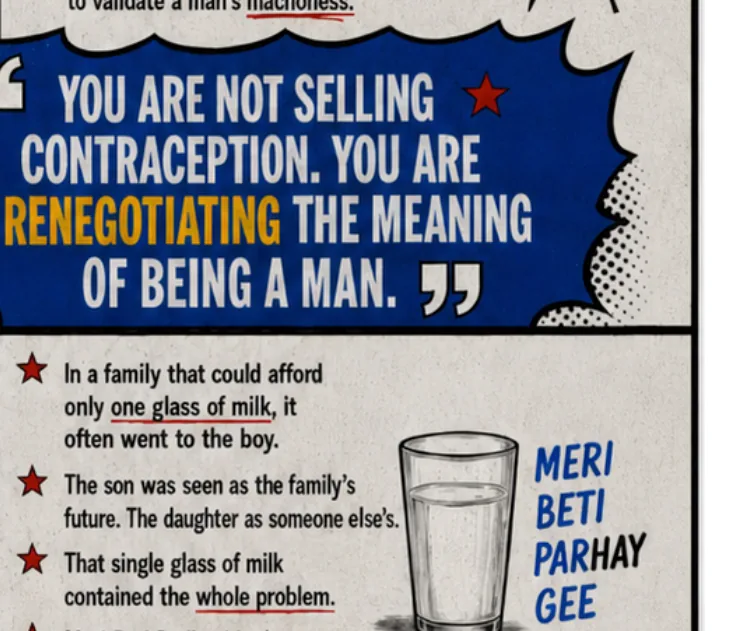 to validate a man's machoness.
“ YOU ARE NOT SELLING
CONTRACEPTION. YOU ARE
RENEGOTIATING THE MEANING
OF BEING A MAN. ”
In a family that could afford
only one glass of milk, it
often went to the boy.
The son was seen as the family's
future. The daughter as someone else's.
That single glass of milk
contained the whole problem.
MERI
BETI
PARHAY
GEE